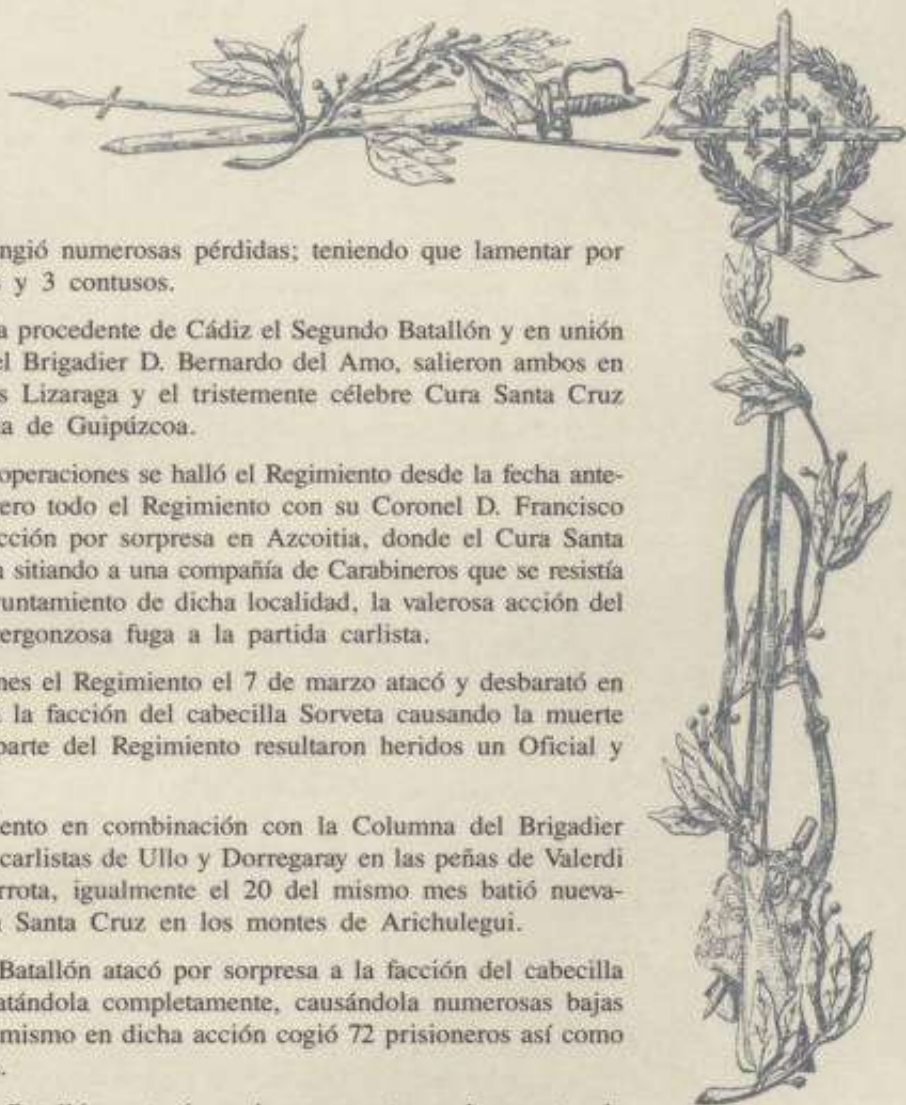 ngió numerosas pérdidas; teniendo que lamentar por
y 3 contusos.
a procedente de Cádiz el Segundo Batallón y en unión
el Brigadier D. Bernardo del Amo, salieron ambos en
s Lizaraga y el tristemente célebre Cura Santa Cruz
a de Guipúzcoa.
operaciones se halló el Regimiento desde la fecha ante-
ero todo el Regimiento con su Coronel D. Francisco
cción por sorpresa en Azcoitia, donde el Cura Santa
sitiando a una compañía de Carabineros que se resistía
yuntamiento de dicha localidad, la valerosa acción del
ergonzosa fuga a la partida carlista.
nes el Regimiento el 7 de marzo atacó y desbarató en
la facción del cabecilla Sorveta causando la muerte
parte del Regimiento resultaron heridos un Oficial y
ento en combinación con la Columna del Brigadier
carlistas de Ullo y Dorregaray en las peñas de Valerdi
rrota, igualmente el 20 del mismo mes batió nueva-
Santa Cruz en los montes de Arichulegui.
Batallón atacó por sorpresa a la facción del cabecilla
atándola completamente, causándola numerosas bajas
mismo en dicha acción cogió 72 prisioneros así como